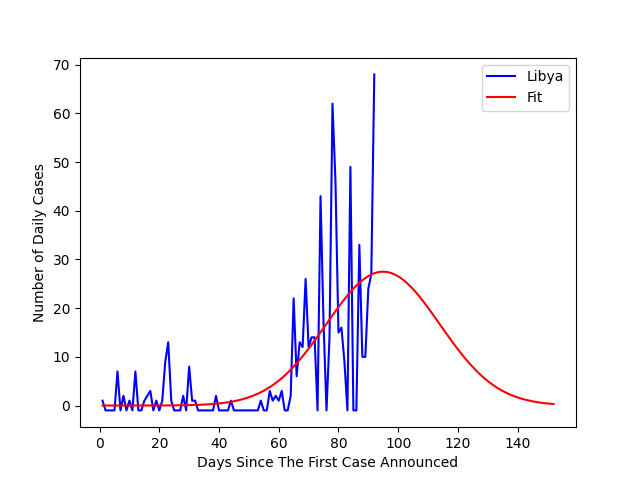 70
60
50
40
30
20
10
0
Number of Daily Cases
Libya
Fit
0 20 40 60 80 100 120 140
Days Since The First Case Announced